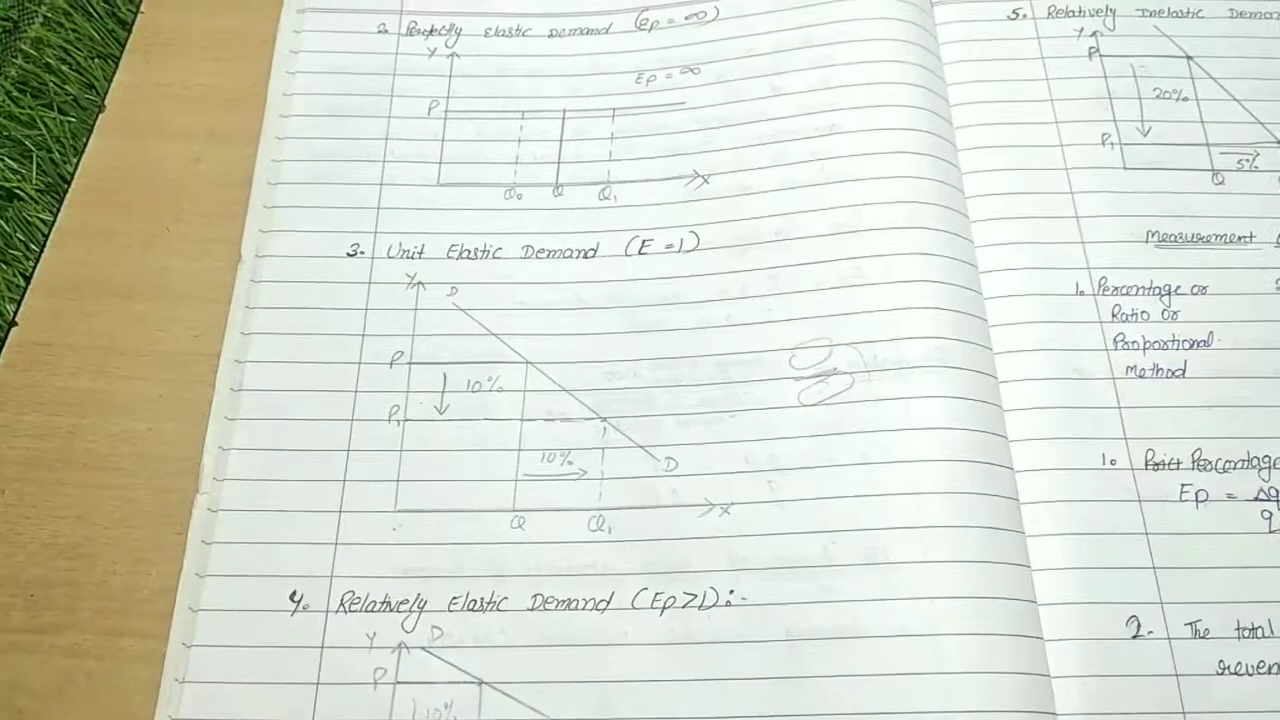 2. Perfectly Elastic Demand (ep = ∞)
Y
Ep = ∞
P
Q₀ Q Q₁ X
3. Unit Elastic Demand (E =1)
Y D
P
10%
P₁
10%
D
Q Q₁ X
4. Relatively Elastic Demand (Ep>1):-
Y D
P
10%
5. Relatively Inelastic
Y
P
20%
P₁
5%
Q
Measurement
1. Percentage or
Ratio or
Proportional
Method
1. Percentage
Ep = Δq
q
2. The total